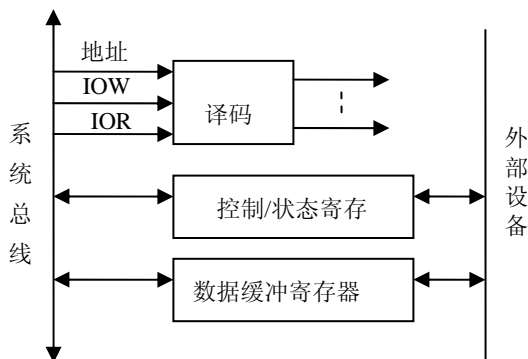 地址
IOW
IOR
译码
系统总线
控制/状态寄存
数据缓冲寄存器
外部设备